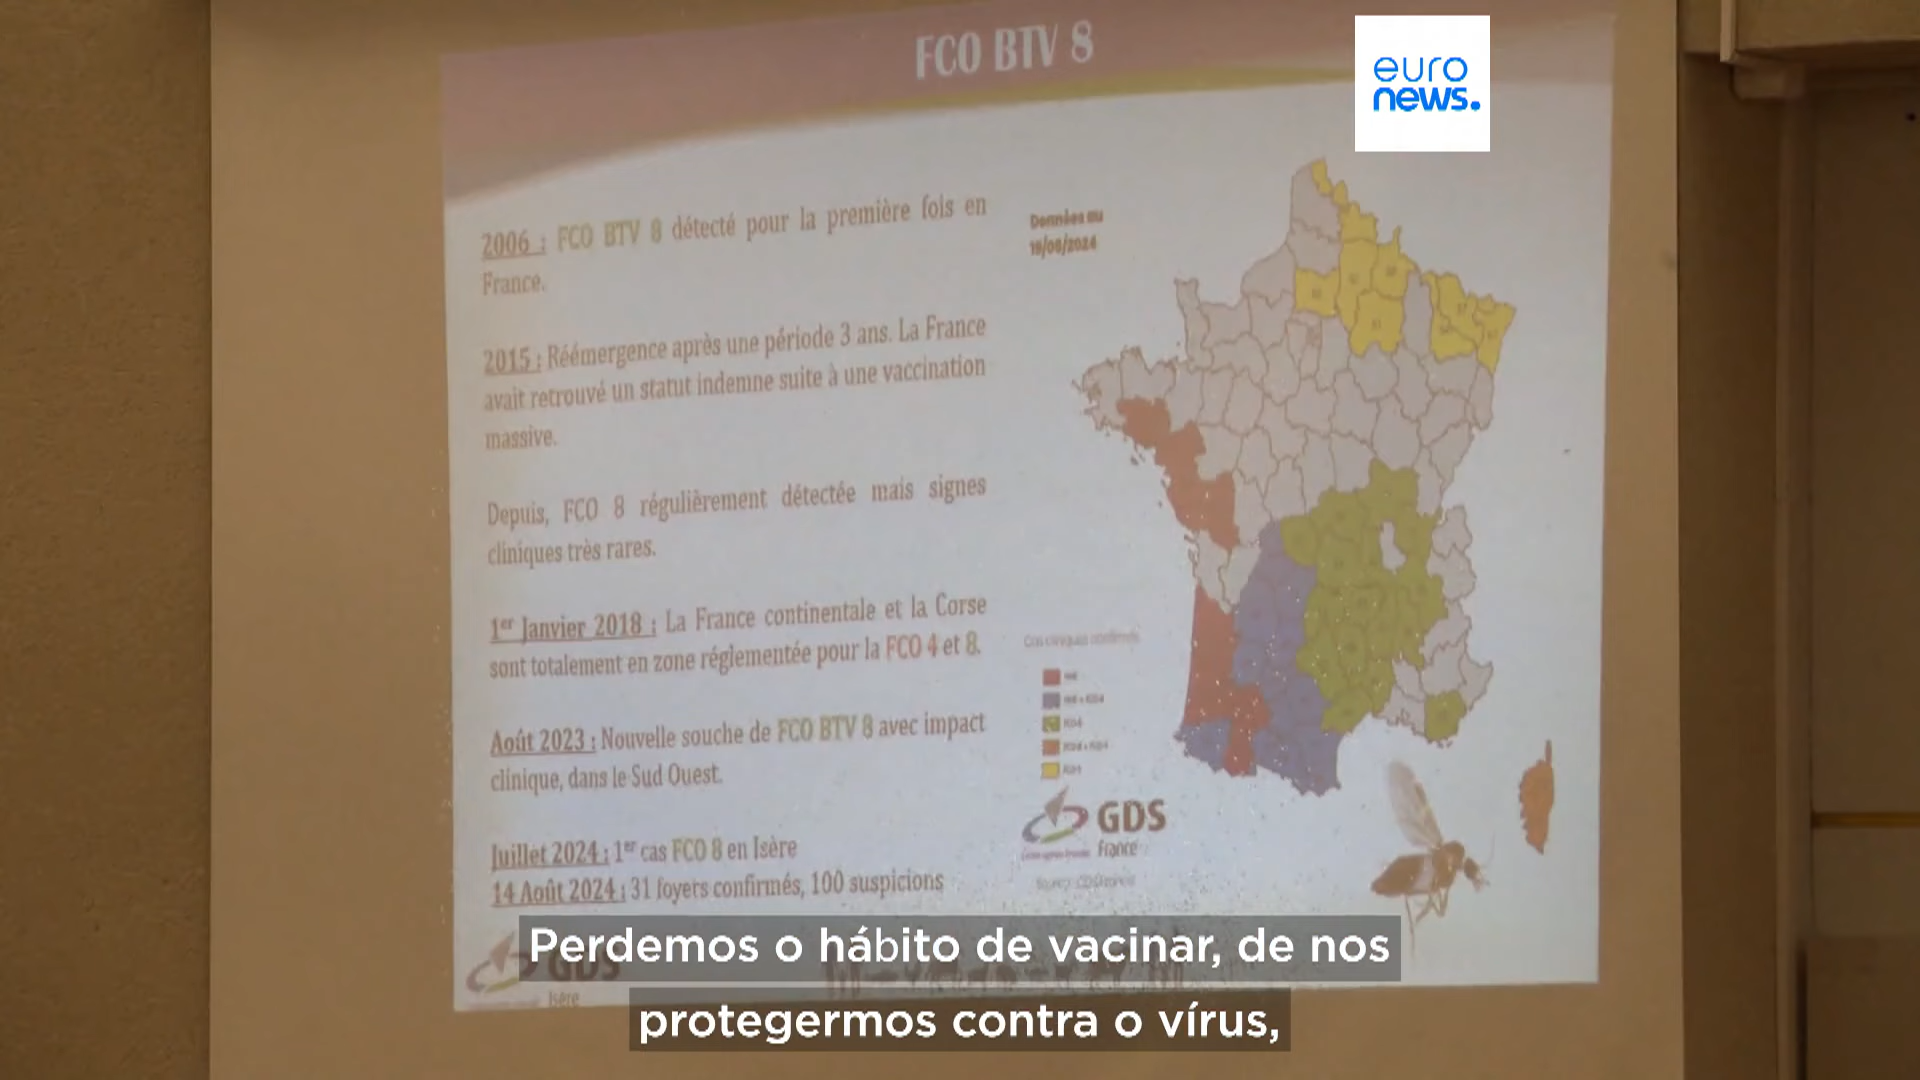 FCO BTV 8
euro
news.
2006 : FCO BTV 8 détecté pour la première fois en
France.
2015 : Réémergence après une période 3 ans. La France
avait retrouvé un statut indemne suite à une vaccination
massive.
Depuis, FCO 8 régulièrement détectée mais signes
cliniques très rares.
1er Janvier 2018 : La France continentale et la Corse
sont totalement en zone réglementée pour la FCO 4 et 8.
Août 2023 : Nouvelle souche de FCO BTV 8 avec impact
clinique, dans le Sud Ouest.
Juillet 2024 : 1er cas FCO 8 en Isère
14 Août 2024 : 31 foyers confirmés, 100 suspicions
Données au
GDS
France
GDS
Isère
Perdemos o hábito de vacinar, de nos
protegermos contra o vírus,